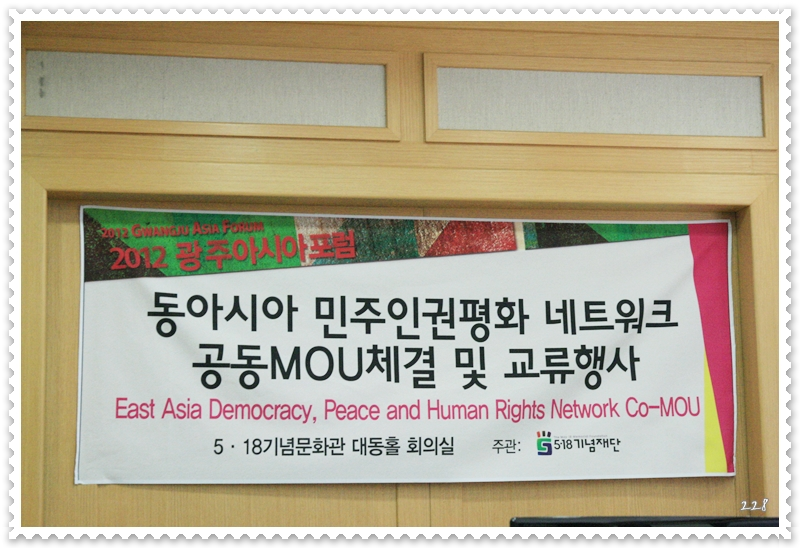 2012 GWANGJU ASIA FORUM
2012 광주아시아포럼
동아시아 민주인권평화 네트워크
공동MOU체결 및 교류행사
East Asia Democracy, Peace and Human Rights Network Co-MOU
5·18기념문화관 대동홀 회의실 주관: 5·18기념재단
228